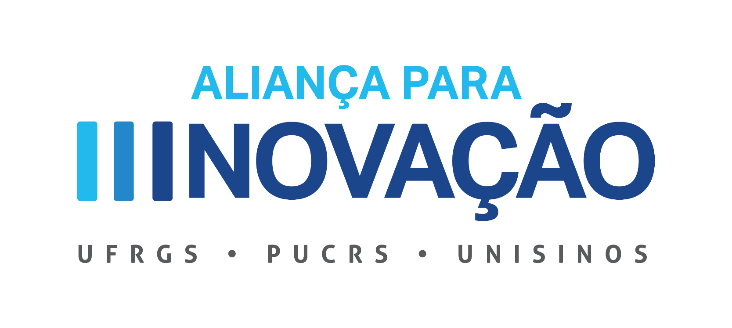 ALIANÇA PARA
INOVAÇÃO
UFRGS • PUCRS • UNISINOS